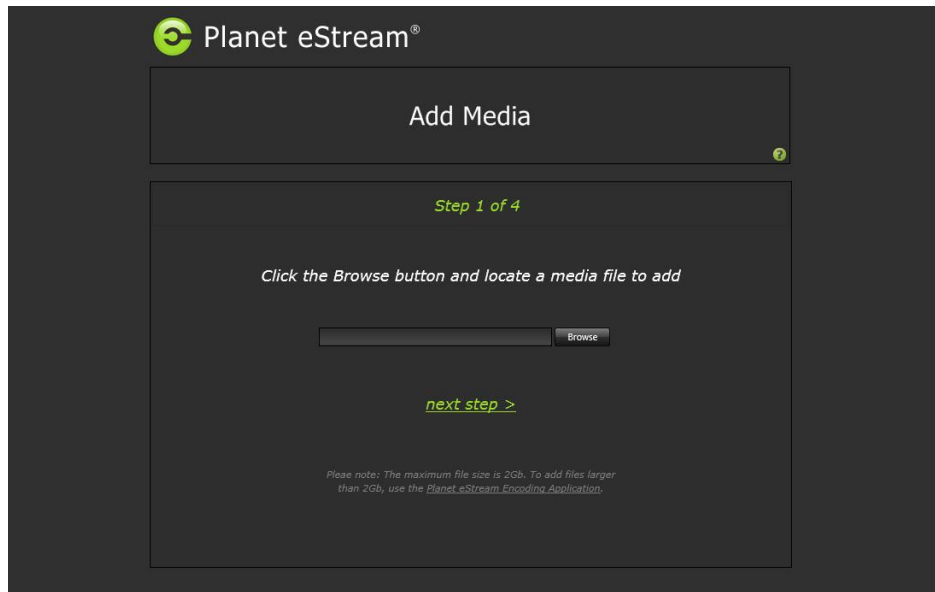 Planet eStream®
Add Media
?
Step 1 of 4
Click the Browse button and locate a media file to add
Browse
next step >
Please note: The maximum file size is 2Gb. To add files larger
than 2Gb, use the Planet eStream Encoding Application.